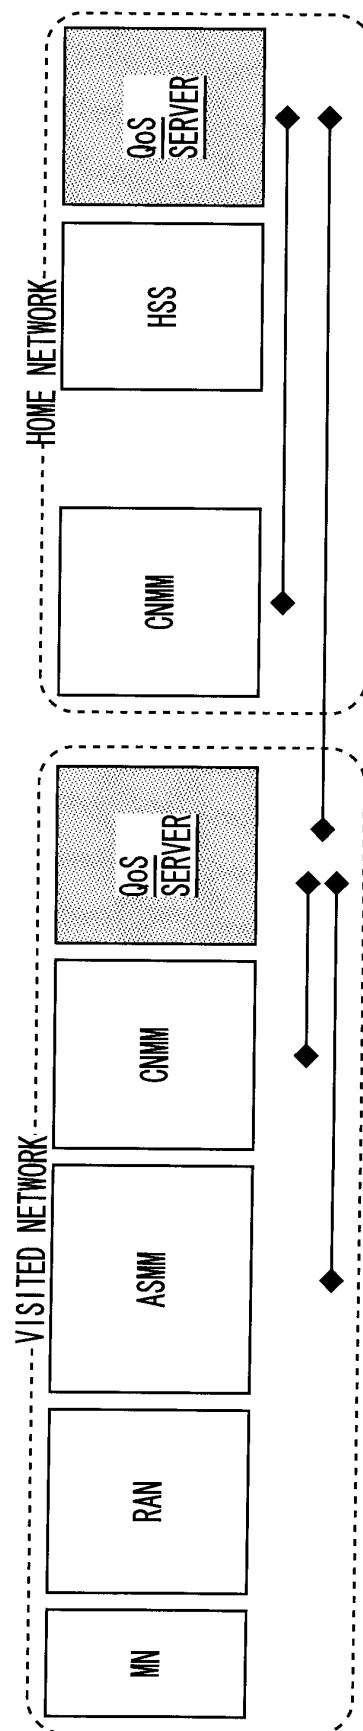 VISITED NETWORK
MN
RAN
ASMM
CNMM
QoS
SERVER
HOME NETWORK
CNMM
HSS
QoS
SERVER